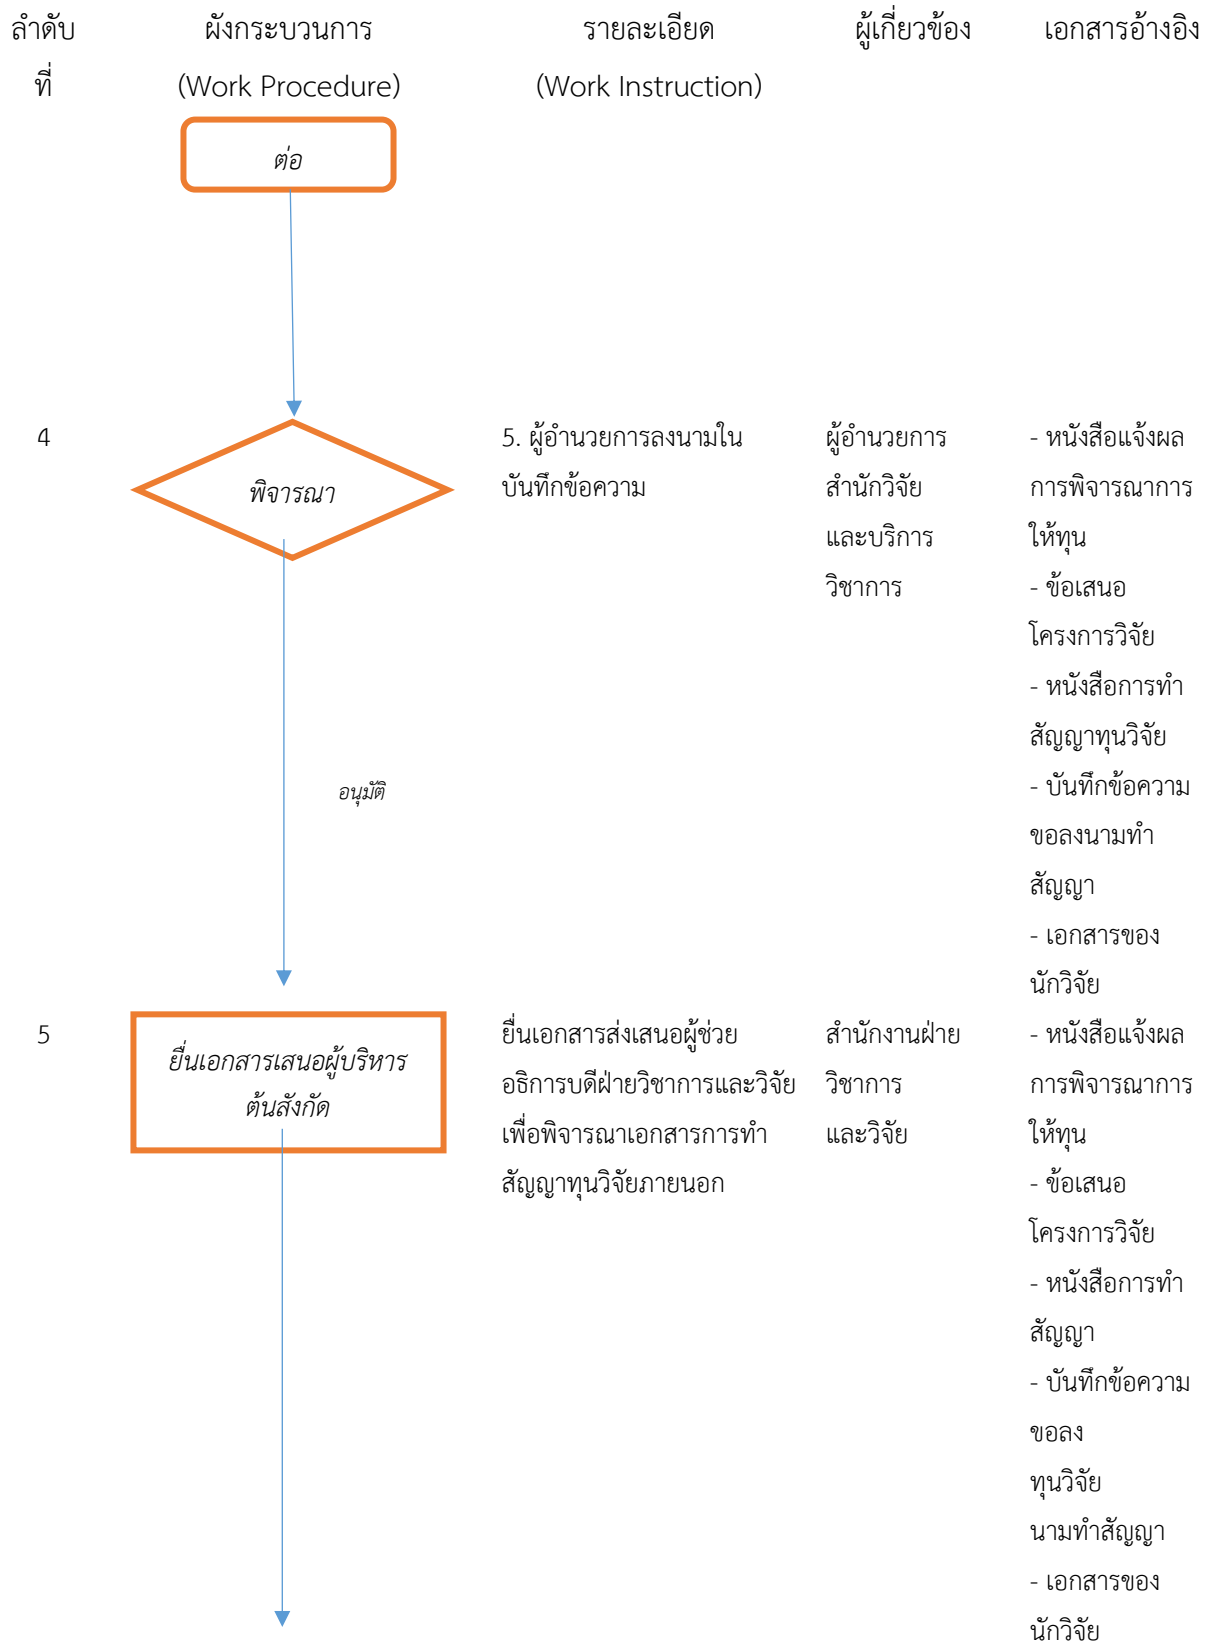 ลำดับ ผังกระบวนการ รายละเอียด ผู้เกี่ยวข้อง เอกสารอ้างอิง
ที่ (Work Procedure) (Work Instruction)
ต่อ
4 พิจารณา 5. ผู้อำนวยการลงนามใน ผู้อำนวยการ - หนังสือแจ้งผล
บันทึกข้อความ สำนักวิจัย การพิจารณาการ
และบริการ ให้ทุน
วิชาการ - ข้อเสนอ
โครงการวิจัย
- หนังสือการทำ
สัญญาทุนวิจัย
อนุมัติ - บันทึกข้อความ
ขอลงนามทำ
สัญญา
- เอกสารของ
นักวิจัย
5 ยื่นเอกสารเสนอผู้บริหาร ยื่นเอกสารส่งเสนอผู้ช่วย สำนักงานฝ่าย - หนังสือแจ้งผล
ต้นสังกัด อธิการบดีฝ่ายวิชาการและวิจัย วิชาการ การพิจารณาการ
เพื่อพิจารณาเอกสารการทำ และวิจัย ให้ทุน
สัญญาทุนวิจัยภายนอก - ข้อเสนอ
โครงการวิจัย
- หนังสือการทำ
สัญญา
- บันทึกข้อความ
ขอลง
ทุนวิจัย
นามทำสัญญา
- เอกสารของ
นักวิจัย